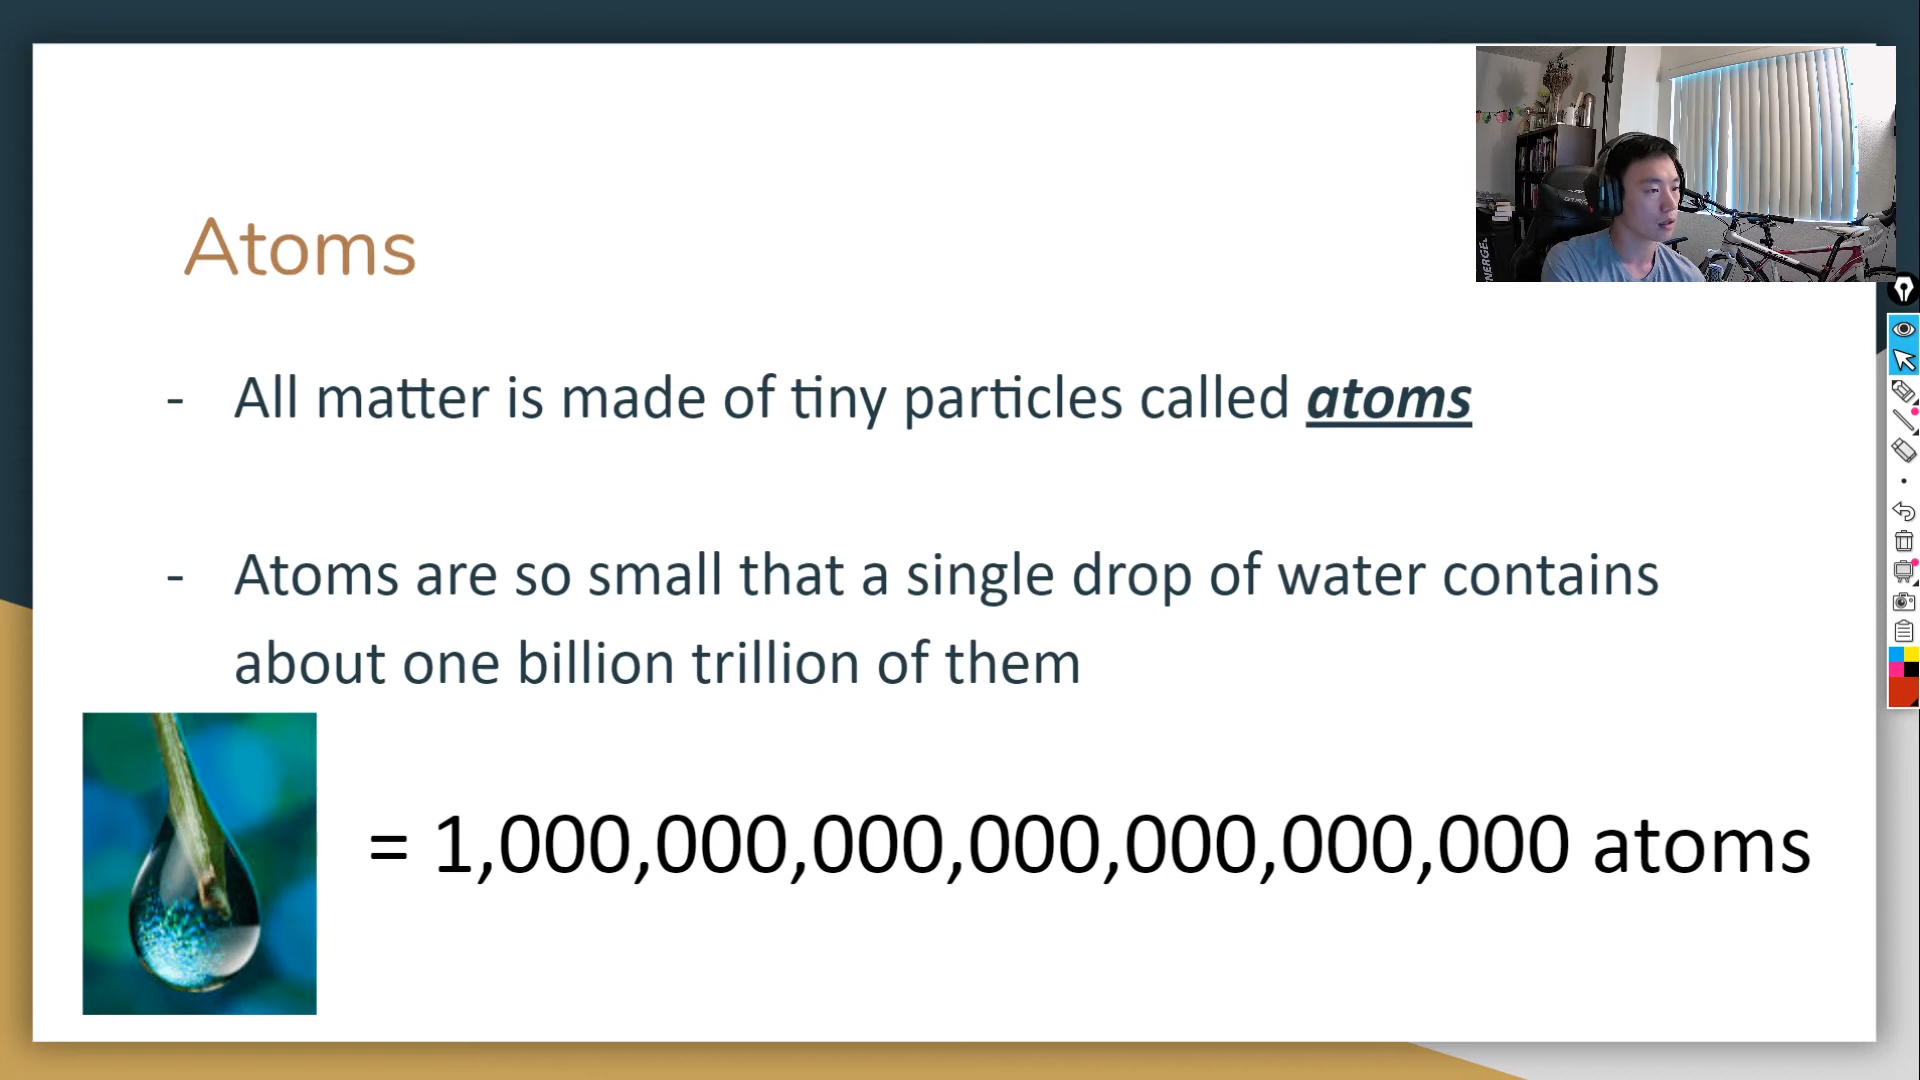 Atoms
- All matter is made of tiny particles called atoms
- Atoms are so small that a single drop of water contains
about one billion trillion of them
= 1,000,000,000,000,000,000,000 atoms